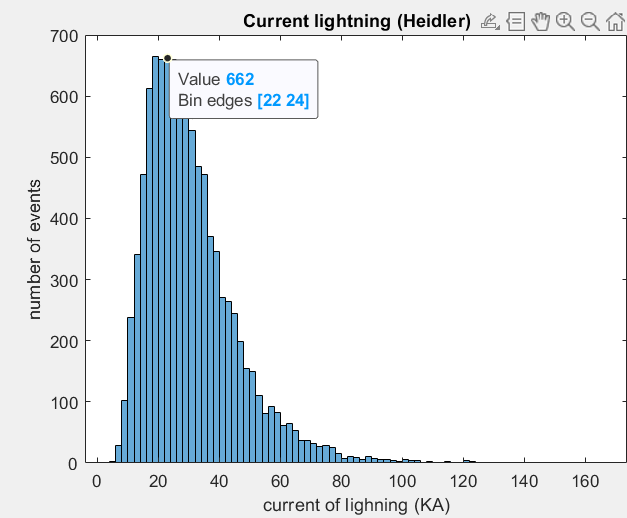 Current lightning (Heidler)
700
600
500
400
300
200
100
0
number of events
Value 662
Bin edges [22 24]
0 20 40 60 80 100 120 140 160
current of lighning (KA)